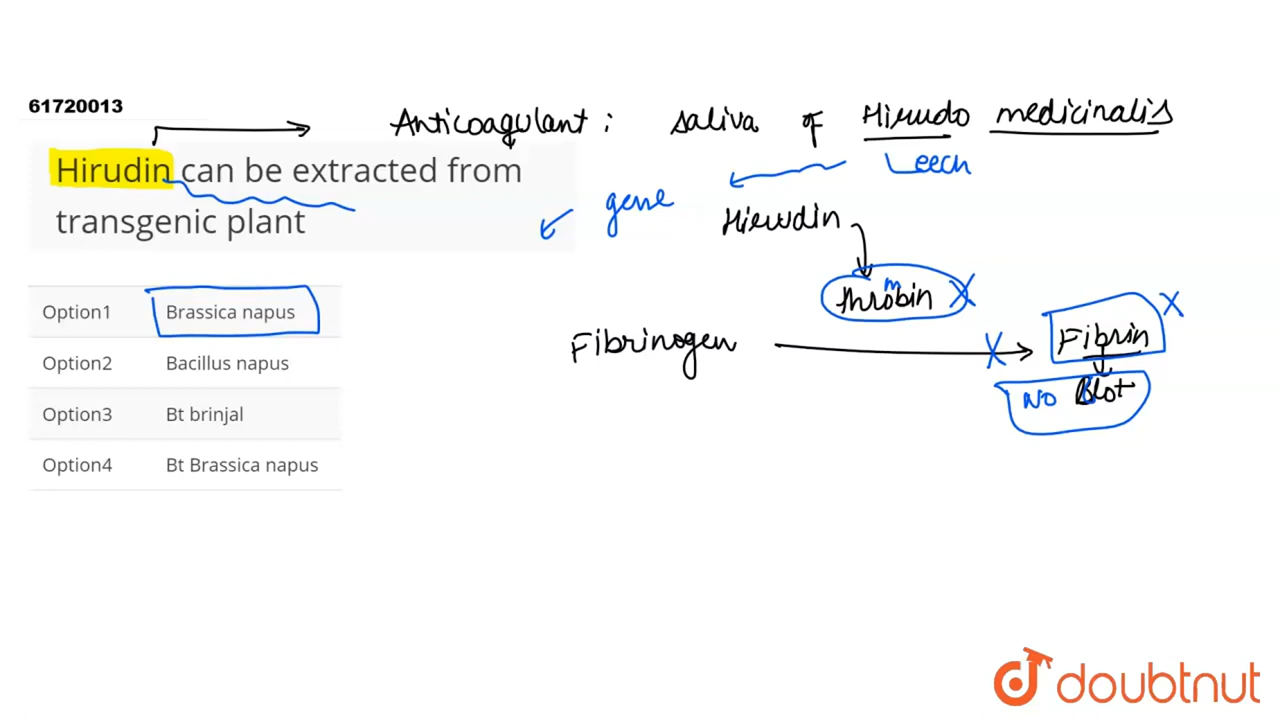 61720013
Anticoagulant : saliva of Hirudo medicinalis
Hirudin can be extracted from
transgenic plant
Leech
gene
Hirudin
throbin X
m
Fibrinogen
X
Fibrin X
NO Clot
Option1 Brassica napus
Option2 Bacillus napus
Option3 Bt brinjal
Option4 Bt Brassica napus
doubtnut